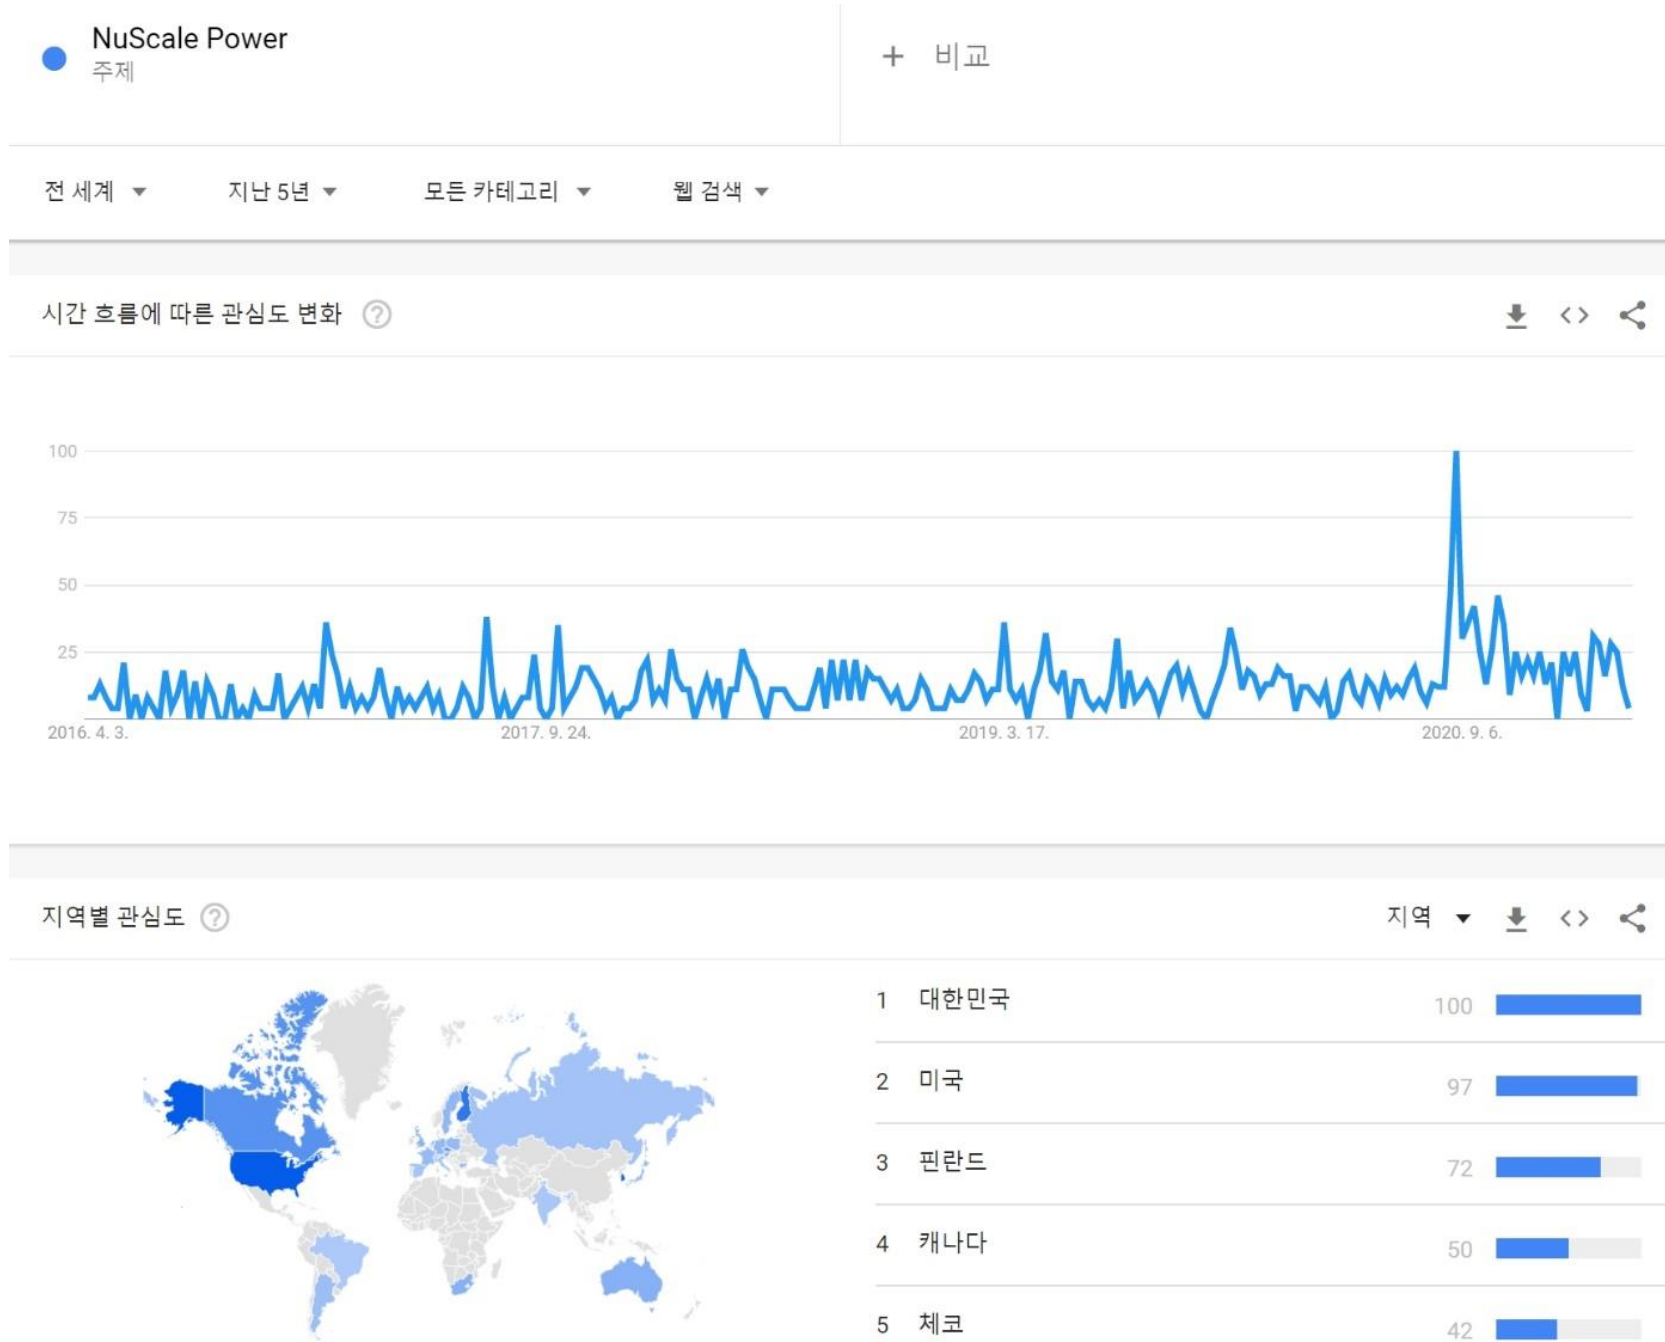 NuScale Power
주제
+ 비교
전 세계
지난 5년
모든 카테고리
웹 검색
시간 흐름에 따른 관심도 변화
100
75
50
25
2016. 4. 3.
2017. 9. 24.
2019. 3. 17.
2020. 9. 6.
지역별 관심도
지역
1 대한민국 100
2 미국 97
3 핀란드 72
4 캐나다 50
5 체코 42